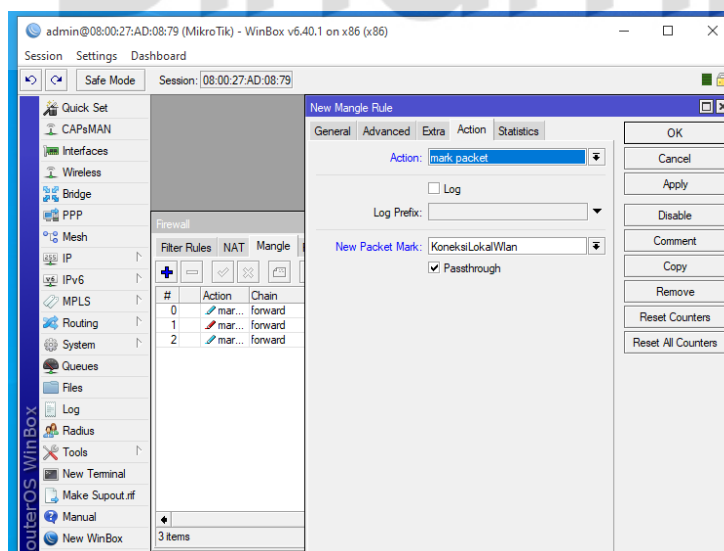 admin@08:00:27:AD:08:79 (MikroTik) - WinBox v6.40.1 on x86 (x86)
Session Settings Dashboard
Safe Mode Session: 08:00:27:AD:08:79
Quick Set
CAPsMAN
Interfaces
Wireless
Bridge
PPP
Mesh
IP
IPv6
MPLS
Routing
System
Queues
Files
Log
Radius
Tools
New Terminal
Make Supout.rif
Manual
New WinBox
outerOS WinBox
Firewall
Filter Rules NAT Mangle
# Action Chain
0 mar... forward
1 mar... forward
2 mar... forward
3 items
New Mangle Rule
General Advanced Extra Action Statistics
Action: mark packet
Log
Log Prefix:
New Packet Mark: KoneksiLokalWlan
Passthrough
OK
Cancel
Apply
Disable
Comment
Copy
Remove
Reset Counters
Reset All Counters